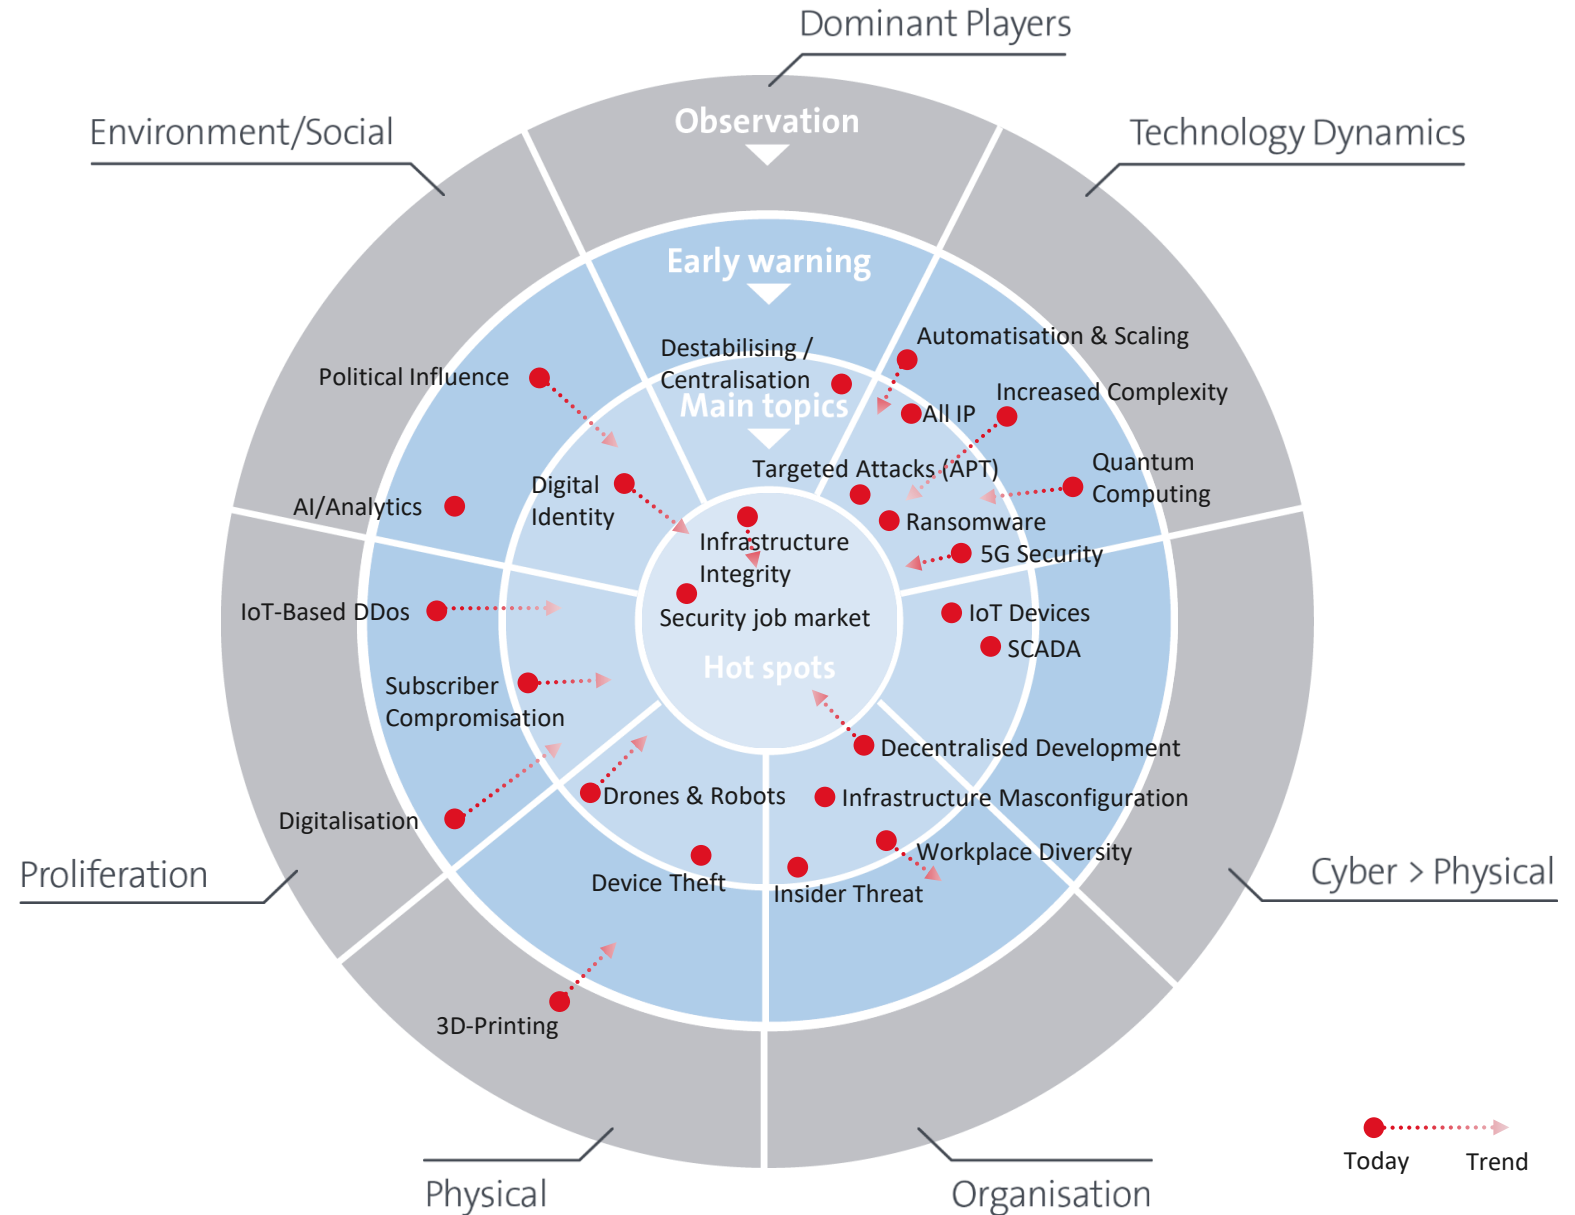 Dominant Players
Environment/Social
Technology Dynamics
Observation
Early warning
Destabilising /
Centralisation
Main topics
Automatisation & Scaling
Increased Complexity
All IP
Political Influence
Targeted Attacks (APT)
Quantum
Computing
Digital
Identity
AI/Analytics
Ransomware
Infrastructure
Integrity
5G Security
IoT-Based DDos
Security job market
IoT Devices
SCADA
Hot spots
Subscriber
Compromisation
Decentralised Development
Drones & Robots
Infrastructure Masconfiguration
Digitalisation
Workplace Diversity
Device Theft
Insider Threat
Proliferation
Cyber > Physical
3D-Printing
Today
Trend
Physical
Organisation